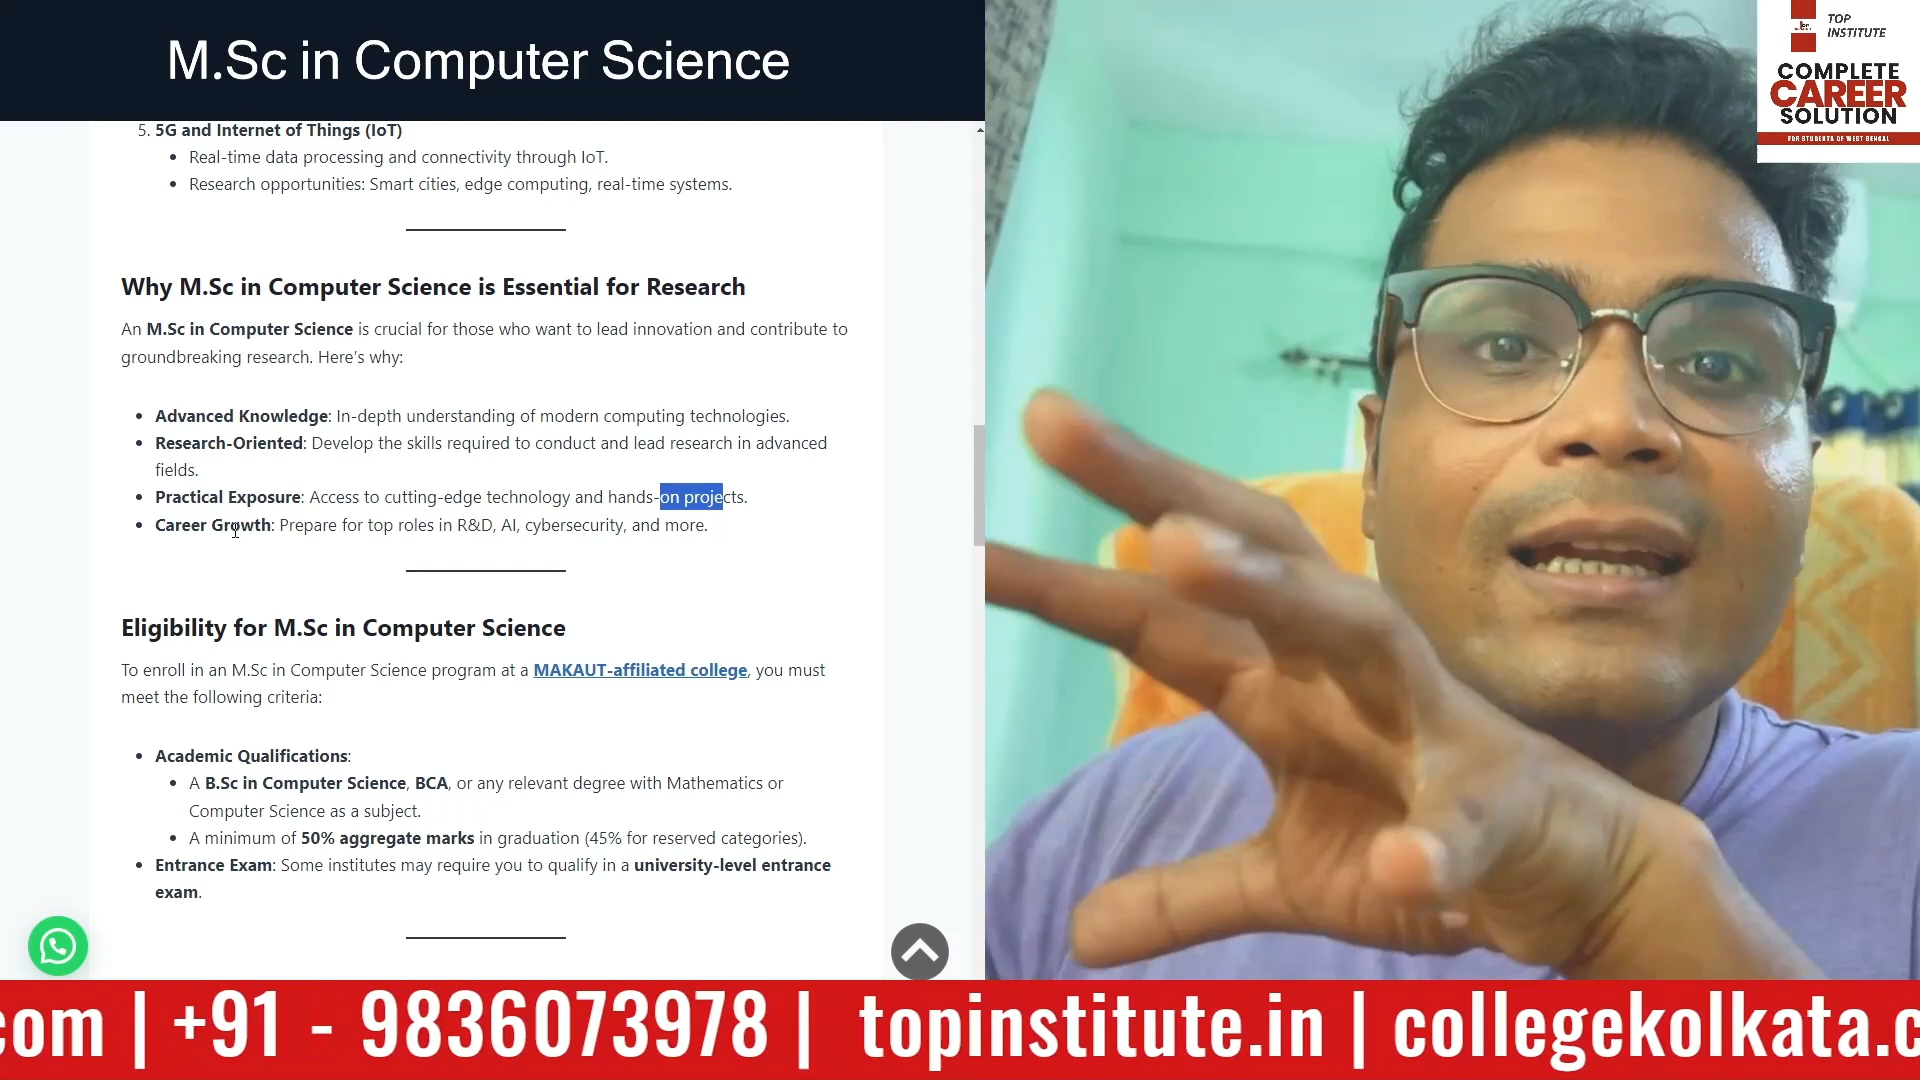 M.Sc in Computer Science
5. 5G and Internet of Things (IoT)
• Real-time data processing and connectivity through IoT.
• Research opportunities: Smart cities, edge computing, real-time systems.
Why M.Sc in Computer Science is Essential for Research
An M.Sc in Computer Science is crucial for those who want to lead innovation and contribute to
groundbreaking research. Here's why:
• Advanced Knowledge: In-depth understanding of modern computing technologies.
• Research-Oriented: Develop the skills required to conduct and lead research in advanced
fields.
• Practical Exposure: Access to cutting-edge technology and hands-on projects.
• Career Growth: Prepare for top roles in R&D, AI, cybersecurity, and more.
Eligibility for M.Sc in Computer Science
To enroll in an M.Sc in Computer Science program at a MAKAUT-affiliated college, you must
meet the following criteria:
• Academic Qualifications:
• A B.Sc in Computer Science, BCA, or any relevant degree with Mathematics or
Computer Science as a subject.
• A minimum of 50% aggregate marks in graduation (45% for reserved categories).
• Entrance Exam: Some institutes may require you to qualify in a university-level entrance
exam.
TOP
INSTITUTE
COMPLETE
CAREER
SOLUTION
FOR STUDENTS OF WEST BENGAL
com | +91 - 9836073978 | topinstitute.in | collegekolkata.c